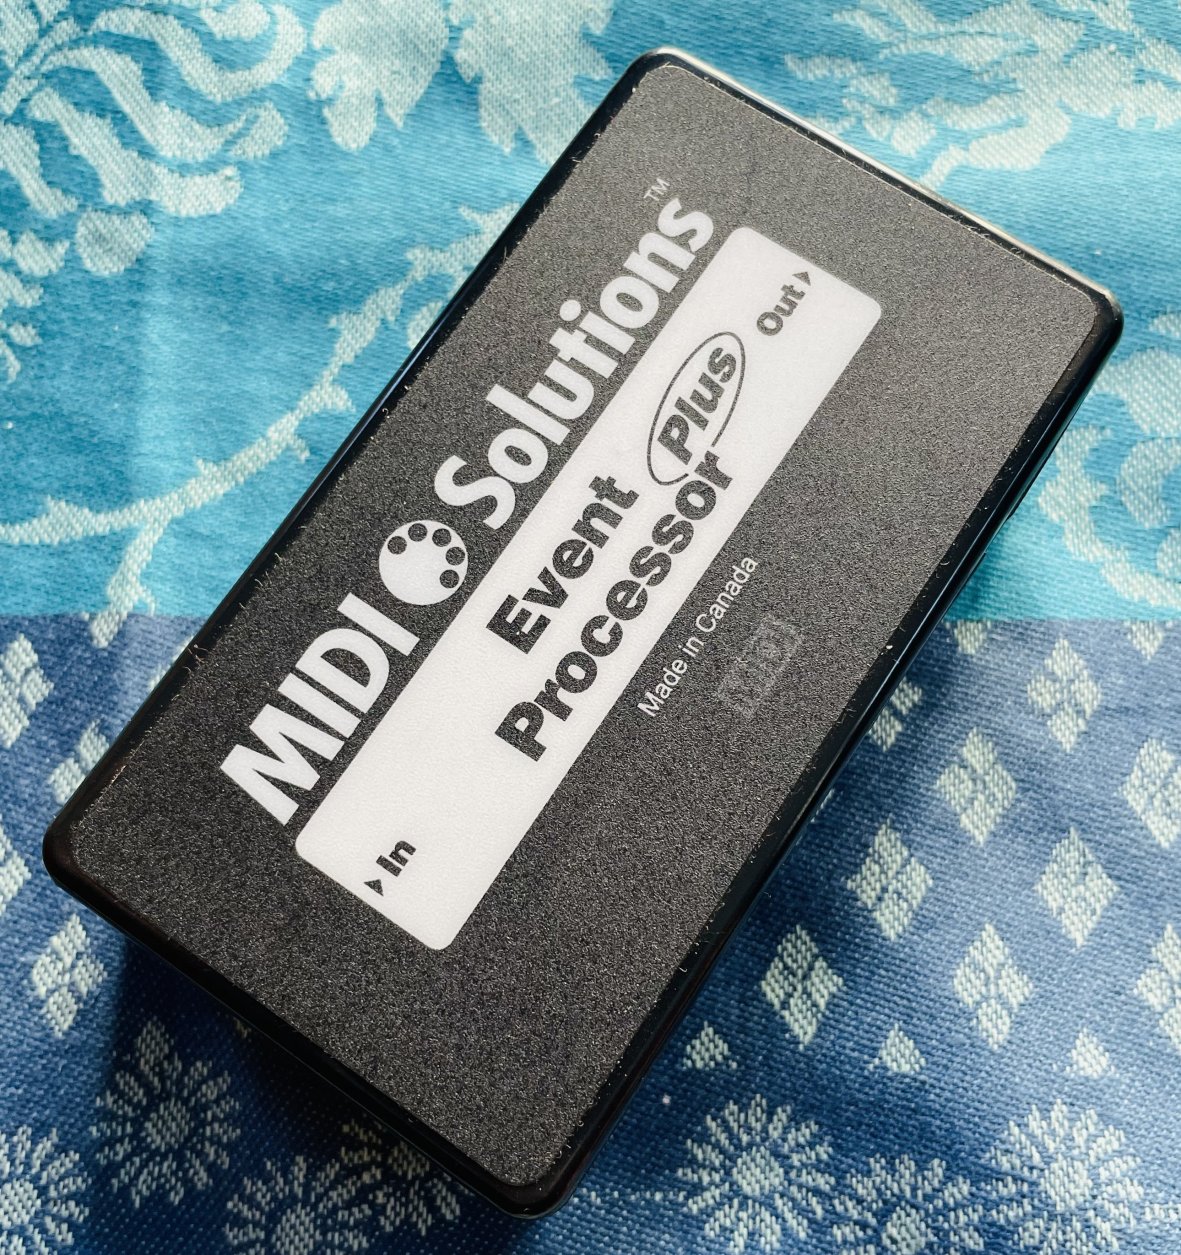 MIDI Solutions™
Event
Processor Plus
In
Out
Made in Canada